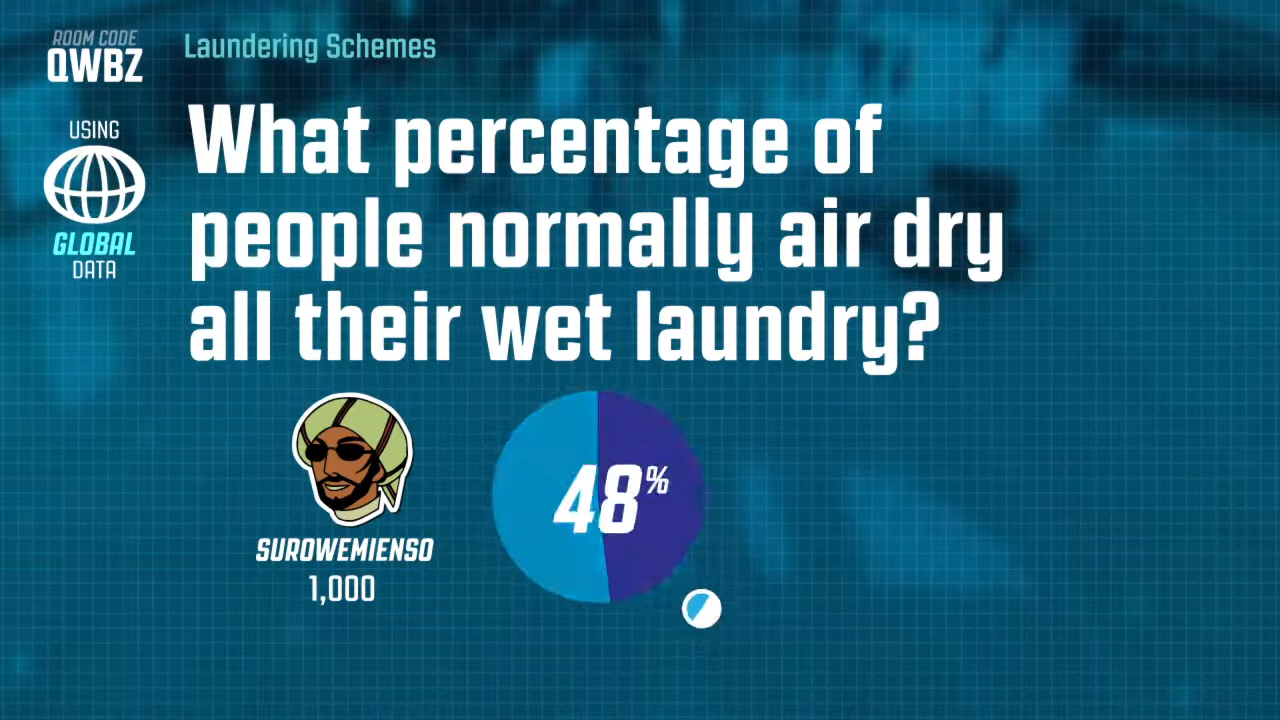 ROOM CODE
QWBZ
Laundering Schemes
USING
GLOBAL
DATA
What percentage of
people normally air dry
all their wet laundry?
48%
SUROWEMIENSO
1,000